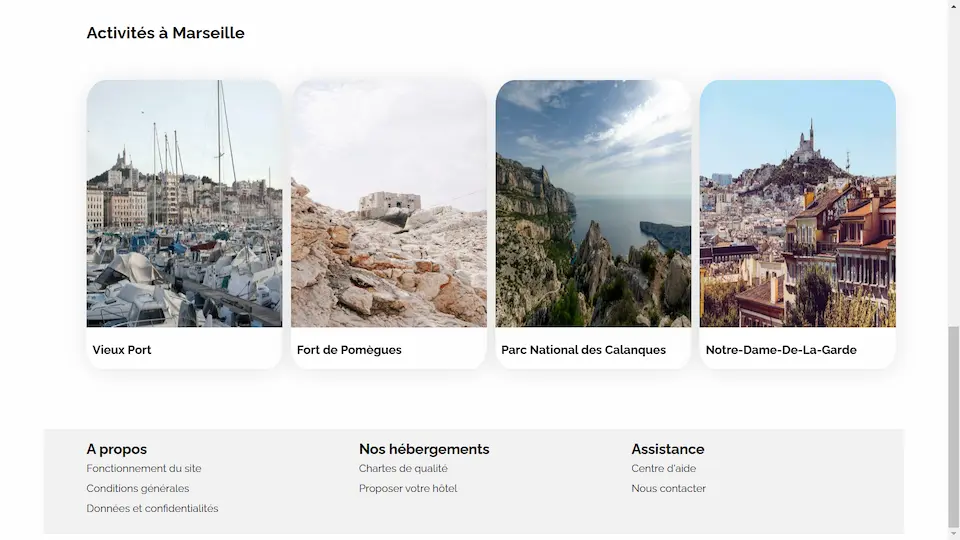 Activités à Marseille
Vieux Port
Fort de Pomègues
Parc National des Calanques
Notre-Dame-De-La-Garde
A propos
Fonctionnement du site
Conditions générales
Données et confidentialités
Nos hébergements
Chartes de qualité
Proposer votre hôtel
Assistance
Centre d'aide
Nous contacter